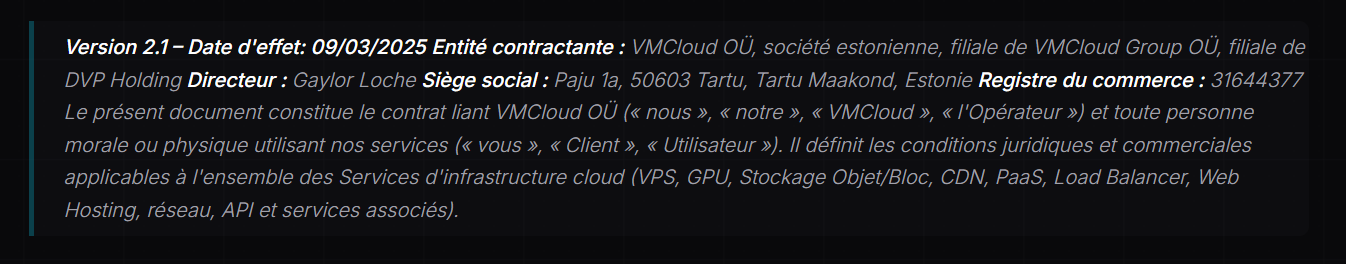 Version 2.1 – Date d'effet: 09/03/2025 Entité contractante : VMCloud OÜ, société estonienne, filiale de VMCloud Group OÜ, filiale de
DVP Holding Directeur : Gaylor Loche Siège social : Paju 1a, 50603 Tartu, Tartu Maakond, Estonie Registre du commerce : 31644377
Le présent document constitue le contrat liant VMCloud OÜ (« nous », « notre », « VMCloud », « l'Opérateur ») et toute personne
morale ou physique utilisant nos services (« vous », « Client », « Utilisateur »). Il définit les conditions juridiques et commerciales
applicables à l'ensemble des Services d'infrastructure cloud (VPS, GPU, Stockage Objet/Bloc, CDN, PaaS, Load Balancer, Web
Hosting, réseau, API et services associés).